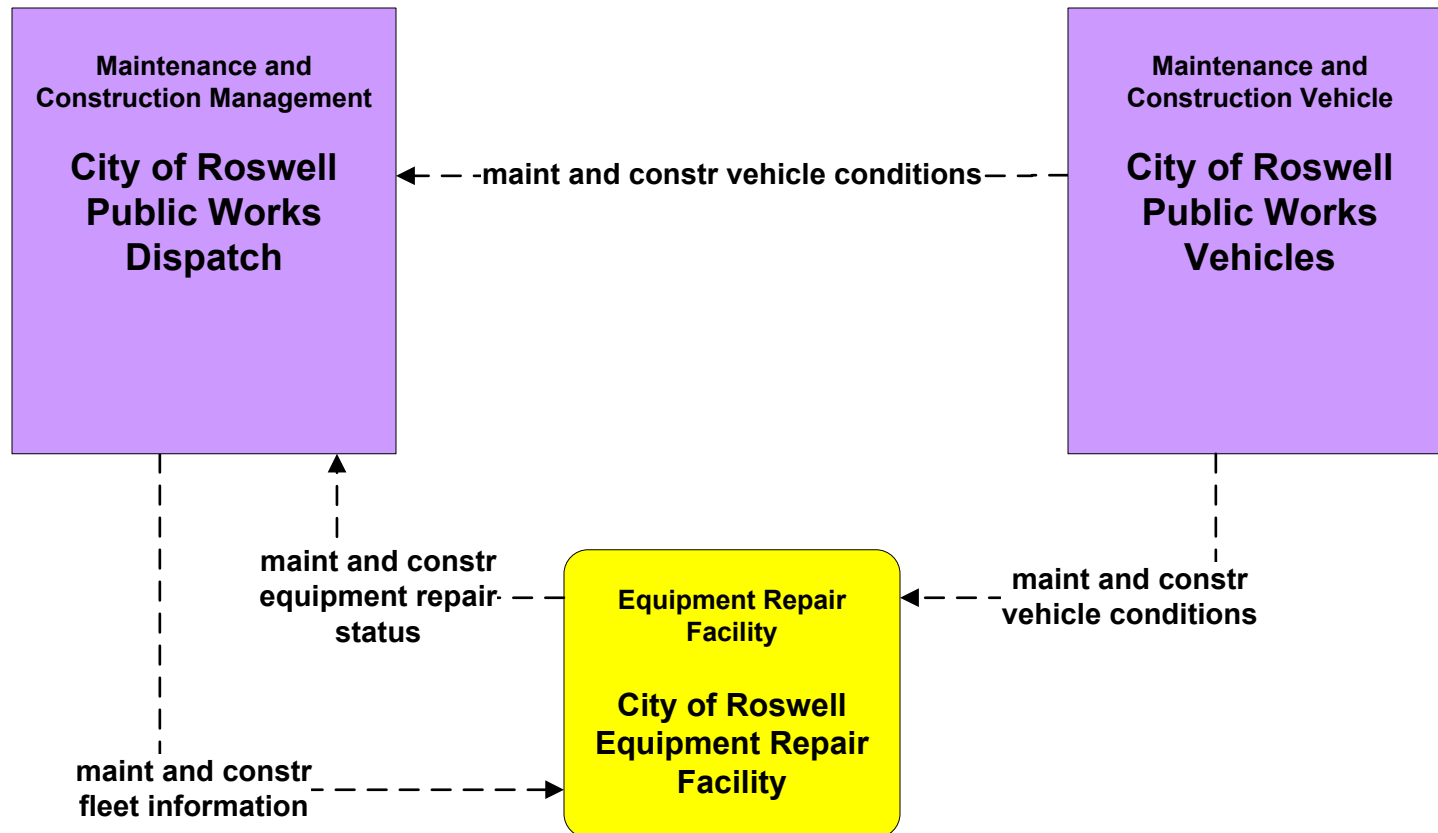 Maintenance and
Construction Management
City of Roswell
Public Works
Dispatch
maint and constr vehicle conditions
Maintenance and
Construction Vehicle
City of Roswell
Public Works
Vehicles
maint and constr
equipment repair
status
Equipment Repair
Facility
City of Roswell
Equipment Repair
Facility
maint and constr
vehicle conditions
maint and constr
fleet information